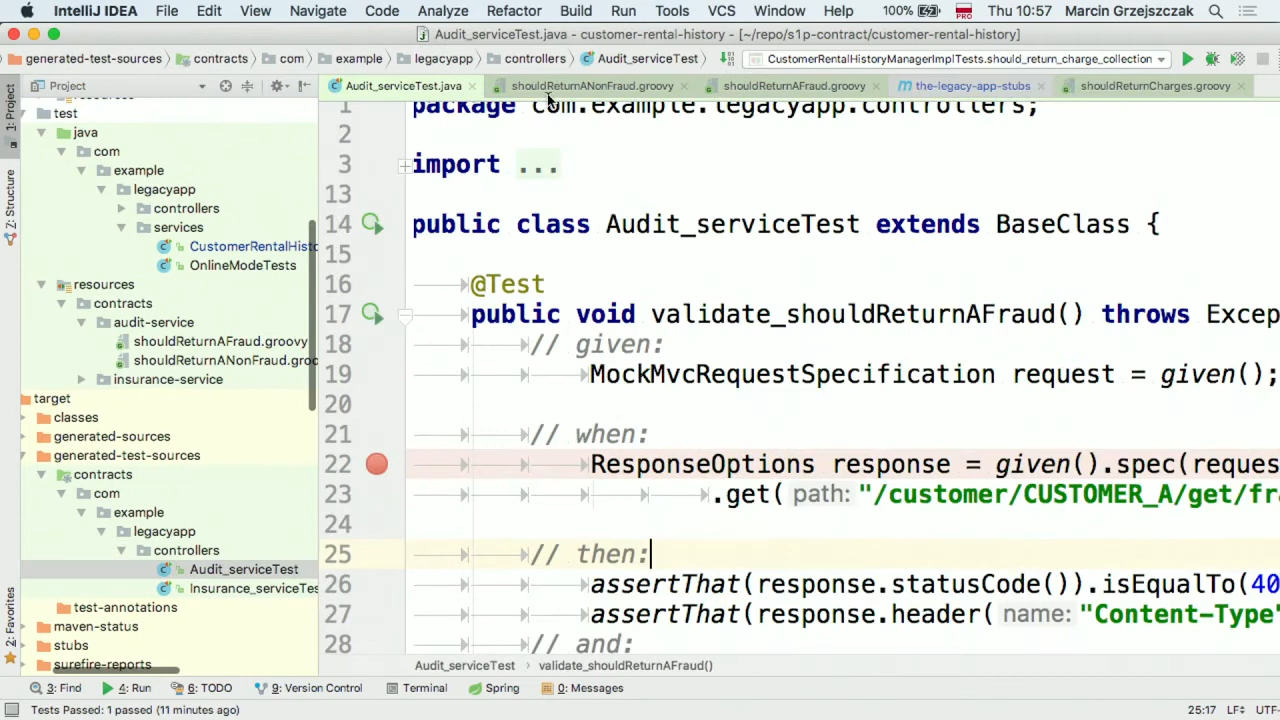 IntelliJ IDEA File Edit View Navigate Code Analyze Refactor Build Run Tools VCS Window Help 100% PRO Thu 10:57 Marcin Grzejszczak
Audit_serviceTest.java - customer-rental-history - [~/repo/s1p-contract/customer-rental-history]
generated-test-sources contracts com example legacyapp controllers Audit_serviceTest CustomerRentalHistoryManagerImplTests.should_return_charge_collection
1: Project
Z: Structure
2: Favorites
Project
resources
test
java
com
example
legacyapp
controllers
services
CustomerRentalHisto
OnlineModeTests
resources
contracts
audit-service
shouldReturnAFraud.groovy
shouldReturnANonFraud.groo
insurance-service
target
classes
generated-sources
generated-test-sources
contracts
com
example
legacyapp
controllers
Audit_serviceTest
Insurance_serviceTes
test-annotations
maven-status
stubs
surefire-reports
Audit_serviceTest.java shouldReturnANonFraud.groovy shouldReturnAFraud.groovy the-legacy-app-stubs shouldReturnCharges.groovy
1 package com.example.legacyapp.controllers;
2
3 import ...
13
14 public class Audit_serviceTest extends BaseClass {
15
16 @Test
17 public void validate_shouldReturnAFraud() throws Excep
18 // given:
19 MockMvcRequestSpecification request = given();
20
21 // when:
22 ResponseOptions response = given().spec(reques
23 .get( path: "/customer/CUSTOMER_A/get/fra
24
25 // then:
26 assertThat(response.statusCode()).isEqualTo(40
27 assertThat(response.header( name: "Content-Type"
28 // and:
Audit_serviceTest validate_shouldReturnAFraud()
3: Find 4: Run 6: TODO 9: Version Control Terminal Spring 0: Messages
Tests Passed: 1 passed (11 minutes ago) 25:17 LF UTF-